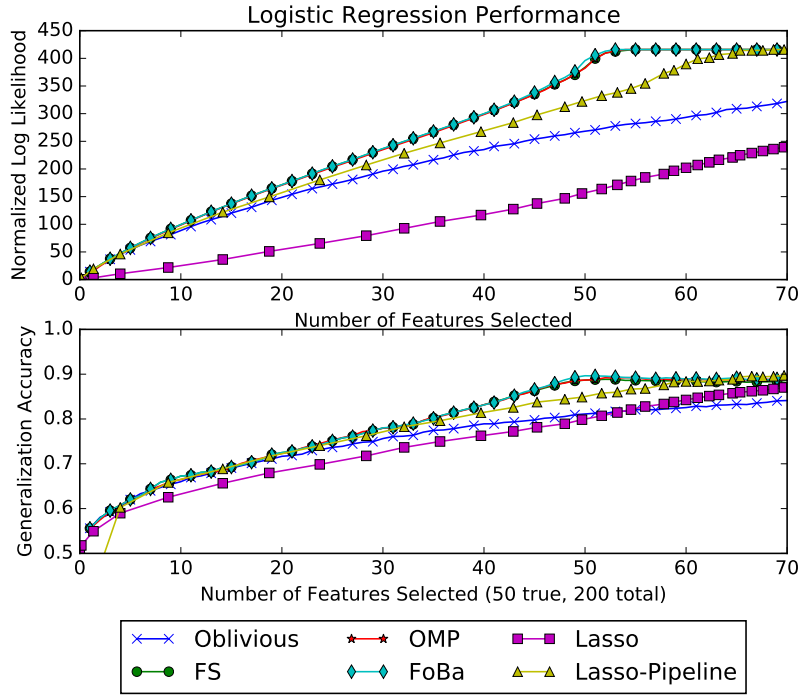 Logistic Regression Performance
450
400
350
300
250
200
150
100
50
0
Normalized Log Likelihood
0 10 20 30 40 50 60 70
Number of Features Selected
1.0
0.9
0.8
0.7
0.6
0.5
Generalization Accuracy
0 10 20 30 40 50 60 70
Number of Features Selected (50 true, 200 total)
Oblivious OMP Lasso
FS FoBa Lasso-Pipeline